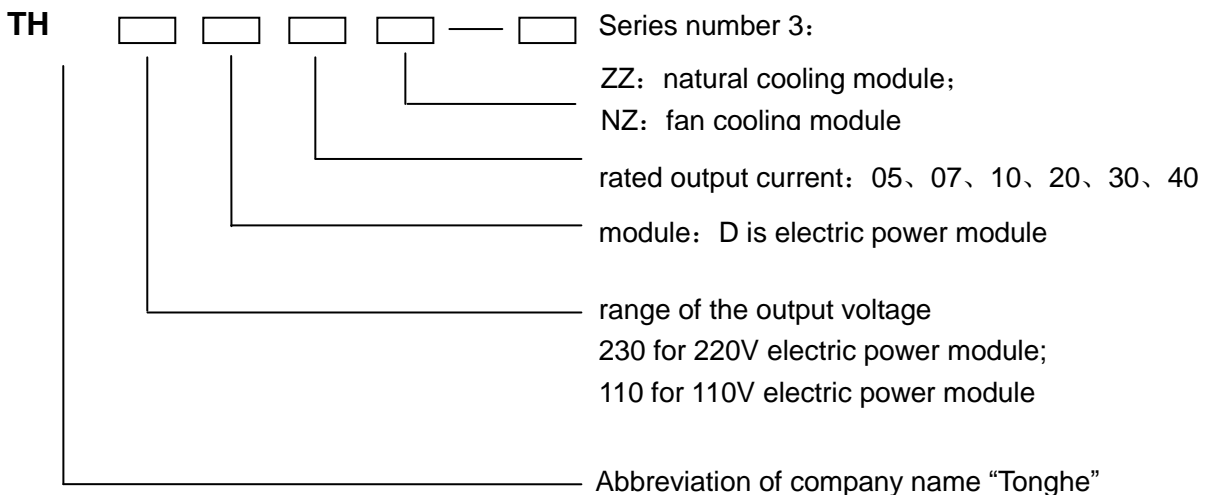 TH Series number 3：
ZZ：natural cooling module；
NZ：fan cooling module
rated output current：05、07、10、20、30、40
module：D is electric power module
range of the output voltage
230 for 220V electric power module;
110 for 110V electric power module
Abbreviation of company name “Tonghe”